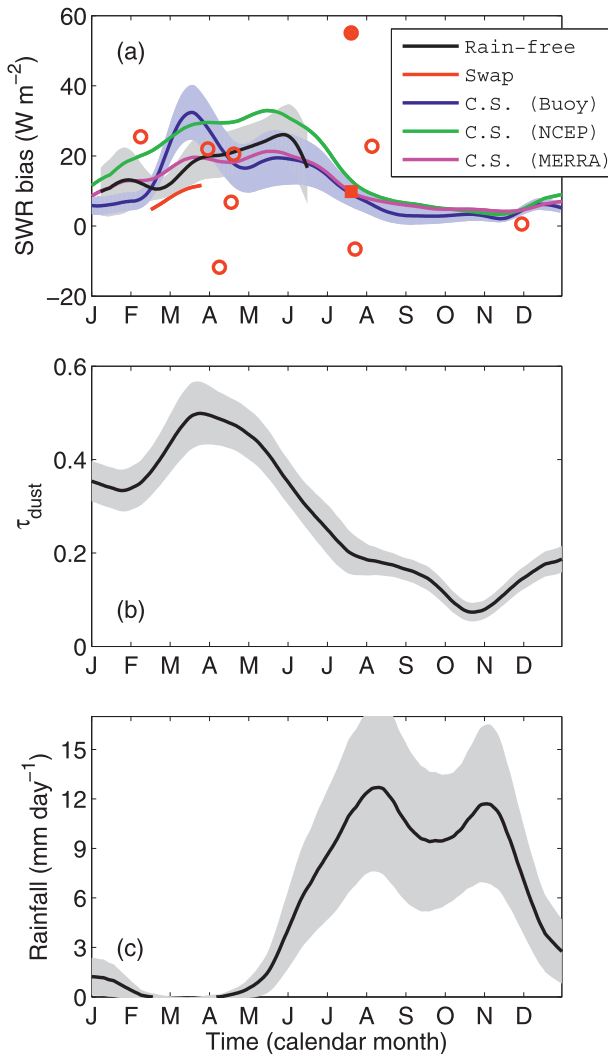 (a)
SWR bias (W m−2)
60
40
20
0
−20
Rain-free
Swap
C.S. (Buoy)
C.S. (NCEP)
C.S. (MERRA)
J F M A M J J A S O N D
(b)
τdust
0.6
0.4
0.2
0
J F M A M J J A S O N D
(c)
Rainfall (mm day−1)
15
12
9
6
3
0
J F M A M J J A S O N D
Time (calendar month)